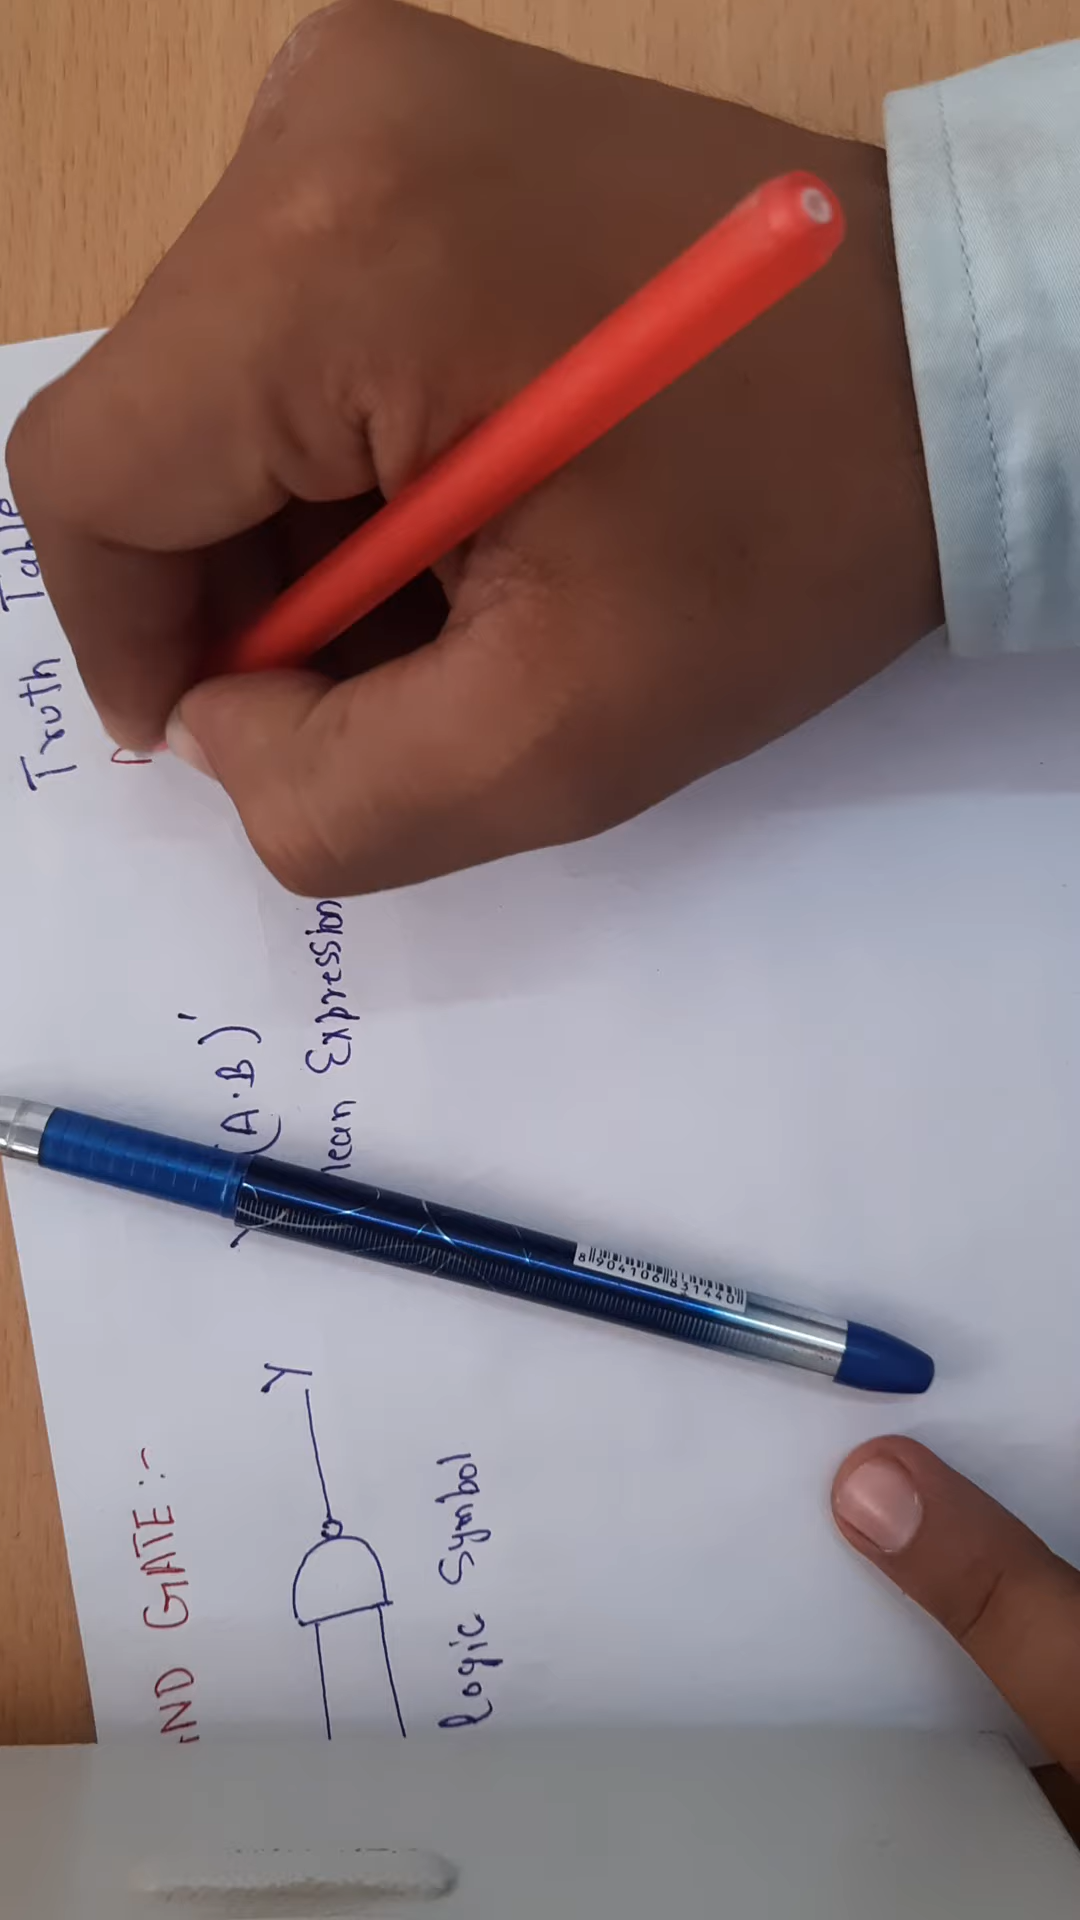 Truth Table
ND GATE :-
Y
(A.B)'
lean Expression
Logic Symbol
8904106831440